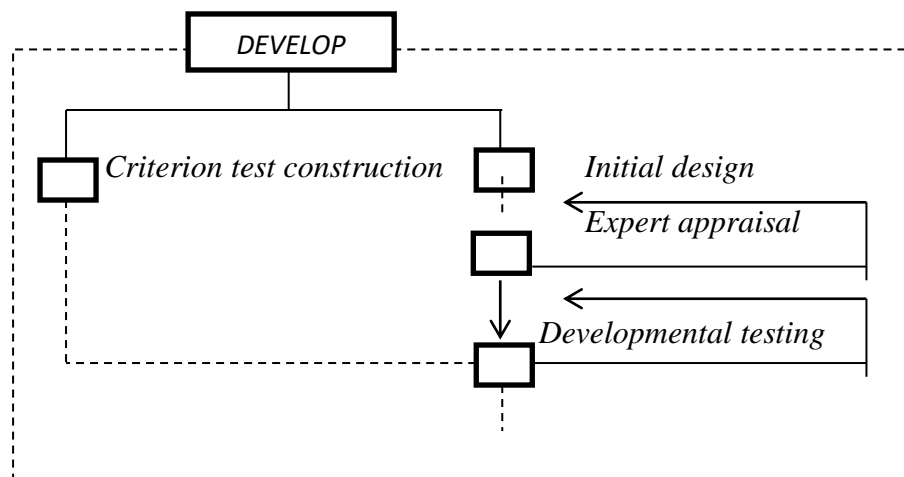 DEVELOP
Criterion test construction
Initial design
Expert appraisal
Developmental testing